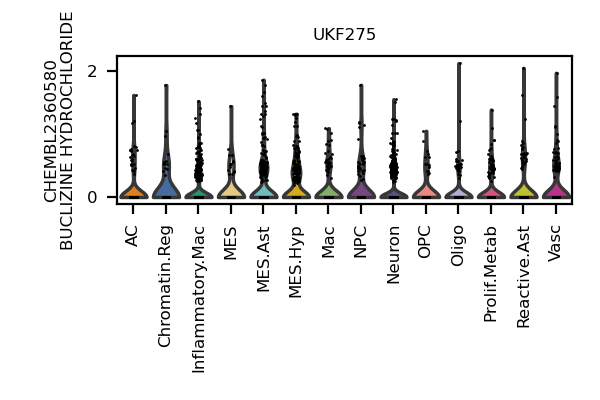 UKF275
CHEMBL2360580
BUCLIZINE HYDROCHLORIDE
2
0
AC
Chromatin.Reg
Inflammatory.Mac
MES
MES.Ast
MES.Hyp
Mac
NPC
Neuron
OPC
Oligo
Prolif.Metab
Reactive.Ast
Vasc